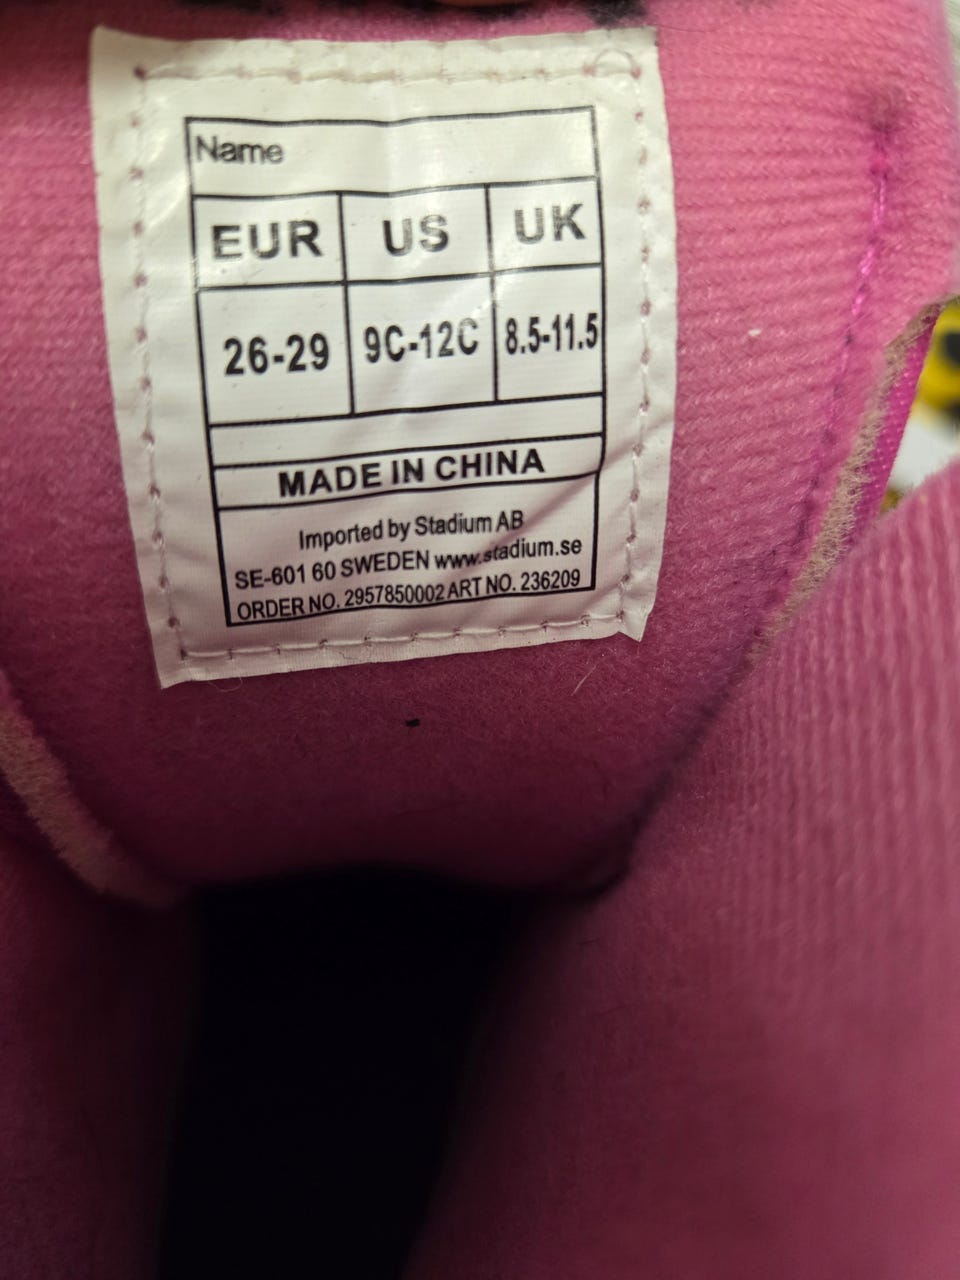 Name
EUR US UK
26-29 9C-12C 8.5-11.5
MADE IN CHINA
Imported by Stadium AB
SE-601 60 SWEDEN www.stadium.se
ORDER NO. 2957850002 ART NO. 236209